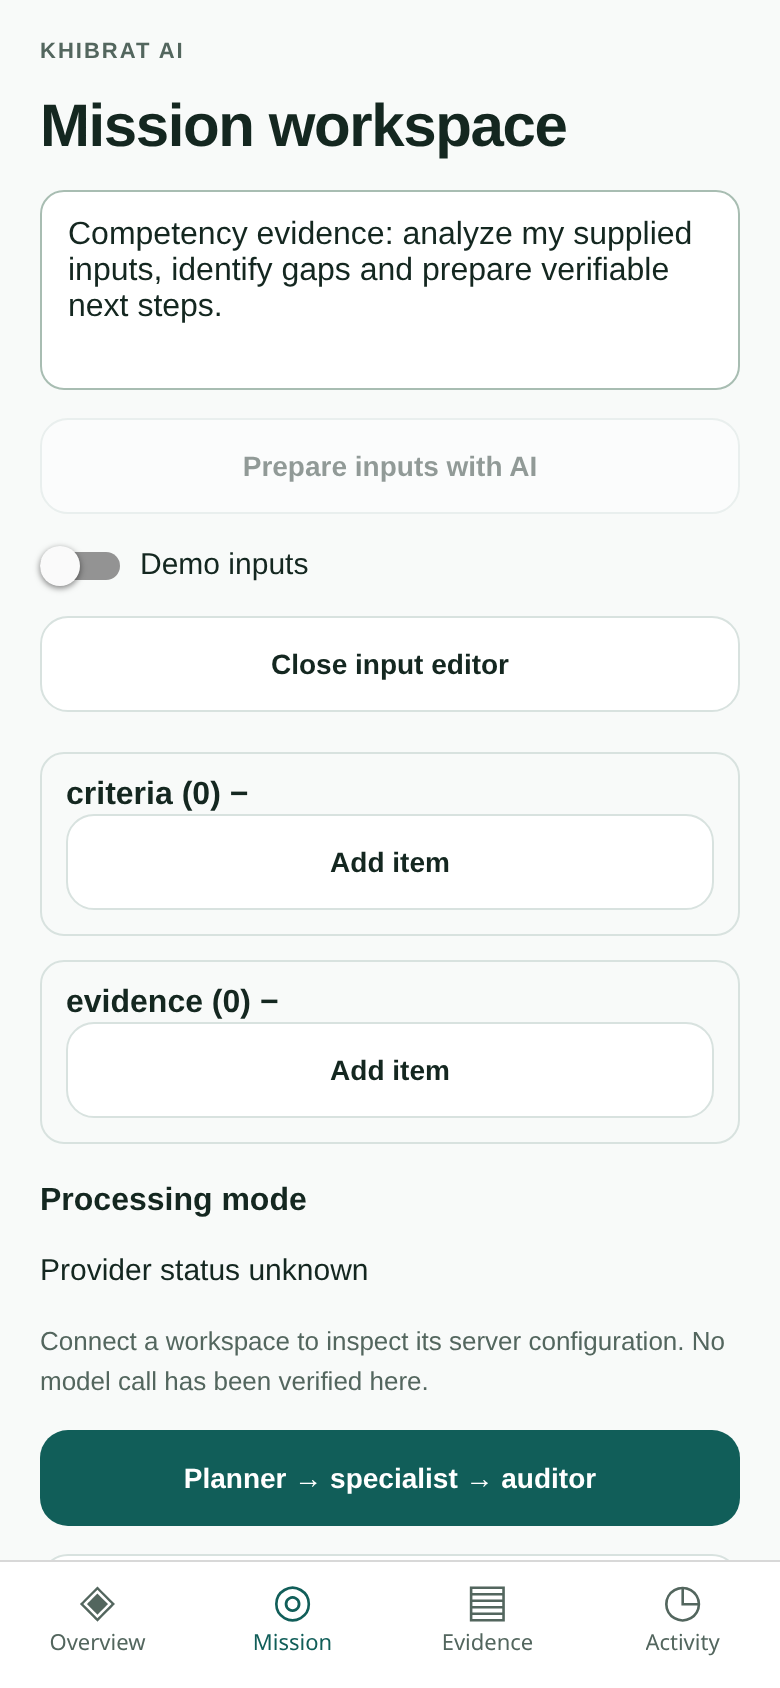 KHIBRAT AI
Mission workspace
Competency evidence: analyze my supplied
inputs, identify gaps and prepare verifiable
next steps.
Prepare inputs with AI
Demo inputs
Close input editor
criteria (0) −
Add item
evidence (0) −
Add item
Processing mode
Provider status unknown
Connect a workspace to inspect its server configuration. No
model call has been verified here.
Planner → specialist → auditor
Overview
Mission
Evidence
Activity